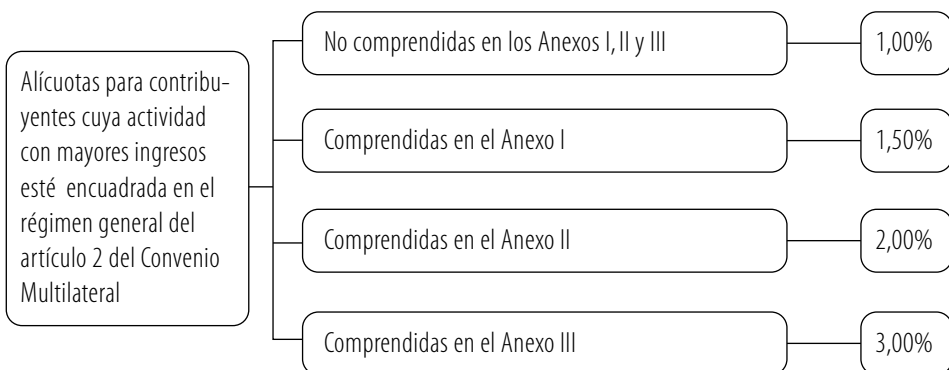 Alícuotas para contribu-
yentes cuya actividad
con mayores ingresos
esté encuadrada en el
régimen general del
artículo 2 del Convenio
Multilateral
No comprendidas en los Anexos I, II y III
1,00%
Comprendidas en el Anexo I
1,50%
Comprendidas en el Anexo II
2,00%
Comprendidas en el Anexo III
3,00%